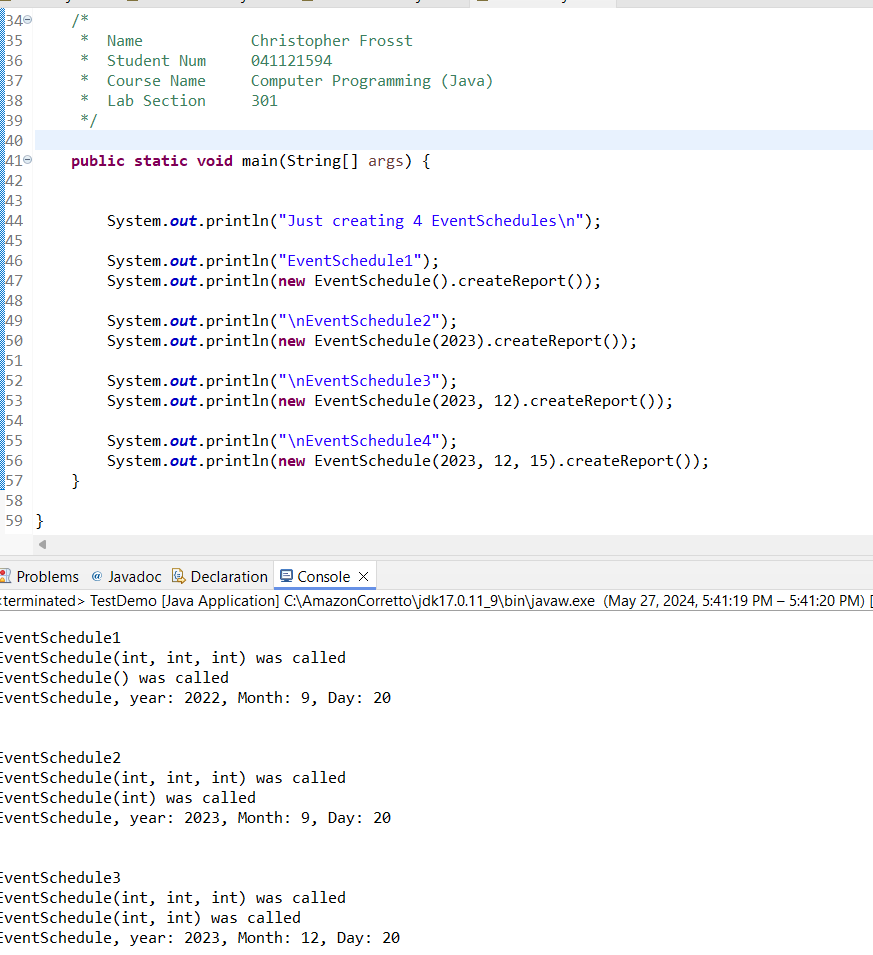 34 /*
35 * Name Christopher Frosst
36 * Student Num 041121594
37 * Course Name Computer Programming (Java)
38 * Lab Section 301
39 */
40
41 public static void main(String[] args) {
42
43
44 System.out.println("Just creating 4 EventSchedules\n");
45
46 System.out.println("EventSchedule1");
47 System.out.println(new EventSchedule().createReport());
48
49 System.out.println("\nEventSchedule2");
50 System.out.println(new EventSchedule(2023).createReport());
51
52 System.out.println("\nEventSchedule3");
53 System.out.println(new EventSchedule(2023, 12).createReport());
54
55 System.out.println("\nEventSchedule4");
56 System.out.println(new EventSchedule(2023, 12, 15).createReport());
57 }
58
59 }
Problems @ Javadoc Declaration Console
<terminated> TestDemo [Java Application] C:\AmazonCorretto\jdk17.0.11_9\bin\javaw.exe (May 27, 2024, 5:41:19 PM – 5:41:20 PM) [
EventSchedule1
EventSchedule(int, int, int) was called
EventSchedule() was called
EventSchedule, year: 2022, Month: 9, Day: 20
EventSchedule2
EventSchedule(int, int, int) was called
EventSchedule(int) was called
EventSchedule, year: 2023, Month: 9, Day: 20
EventSchedule3
EventSchedule(int, int, int) was called
EventSchedule(int, int) was called
EventSchedule, year: 2023, Month: 12, Day: 20